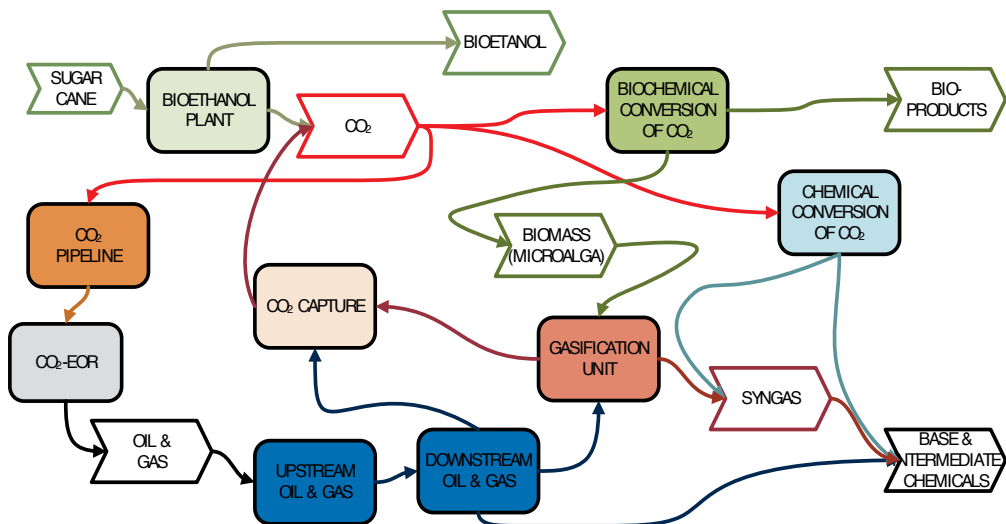 BIOETANOL
SUGAR
CANE
BIOETHANOL
PLANT
CO₂
BIOCHEMICAL
CONVERSION
OF CO₂
BIO-
PRODUCTS
CO₂
PIPELINE
BIOMASS
(MICROALGA)
CHEMICAL
CONVERSION
OF CO₂
CO₂ CAPTURE
CO₂-EOR
GASIFICATION
UNIT
SYNGAS
OIL &
GAS
UPSTREAM
OIL & GAS
DOWNSTREAM
OIL & GAS
BASE &
INTERMEDIATE
CHEMICALS